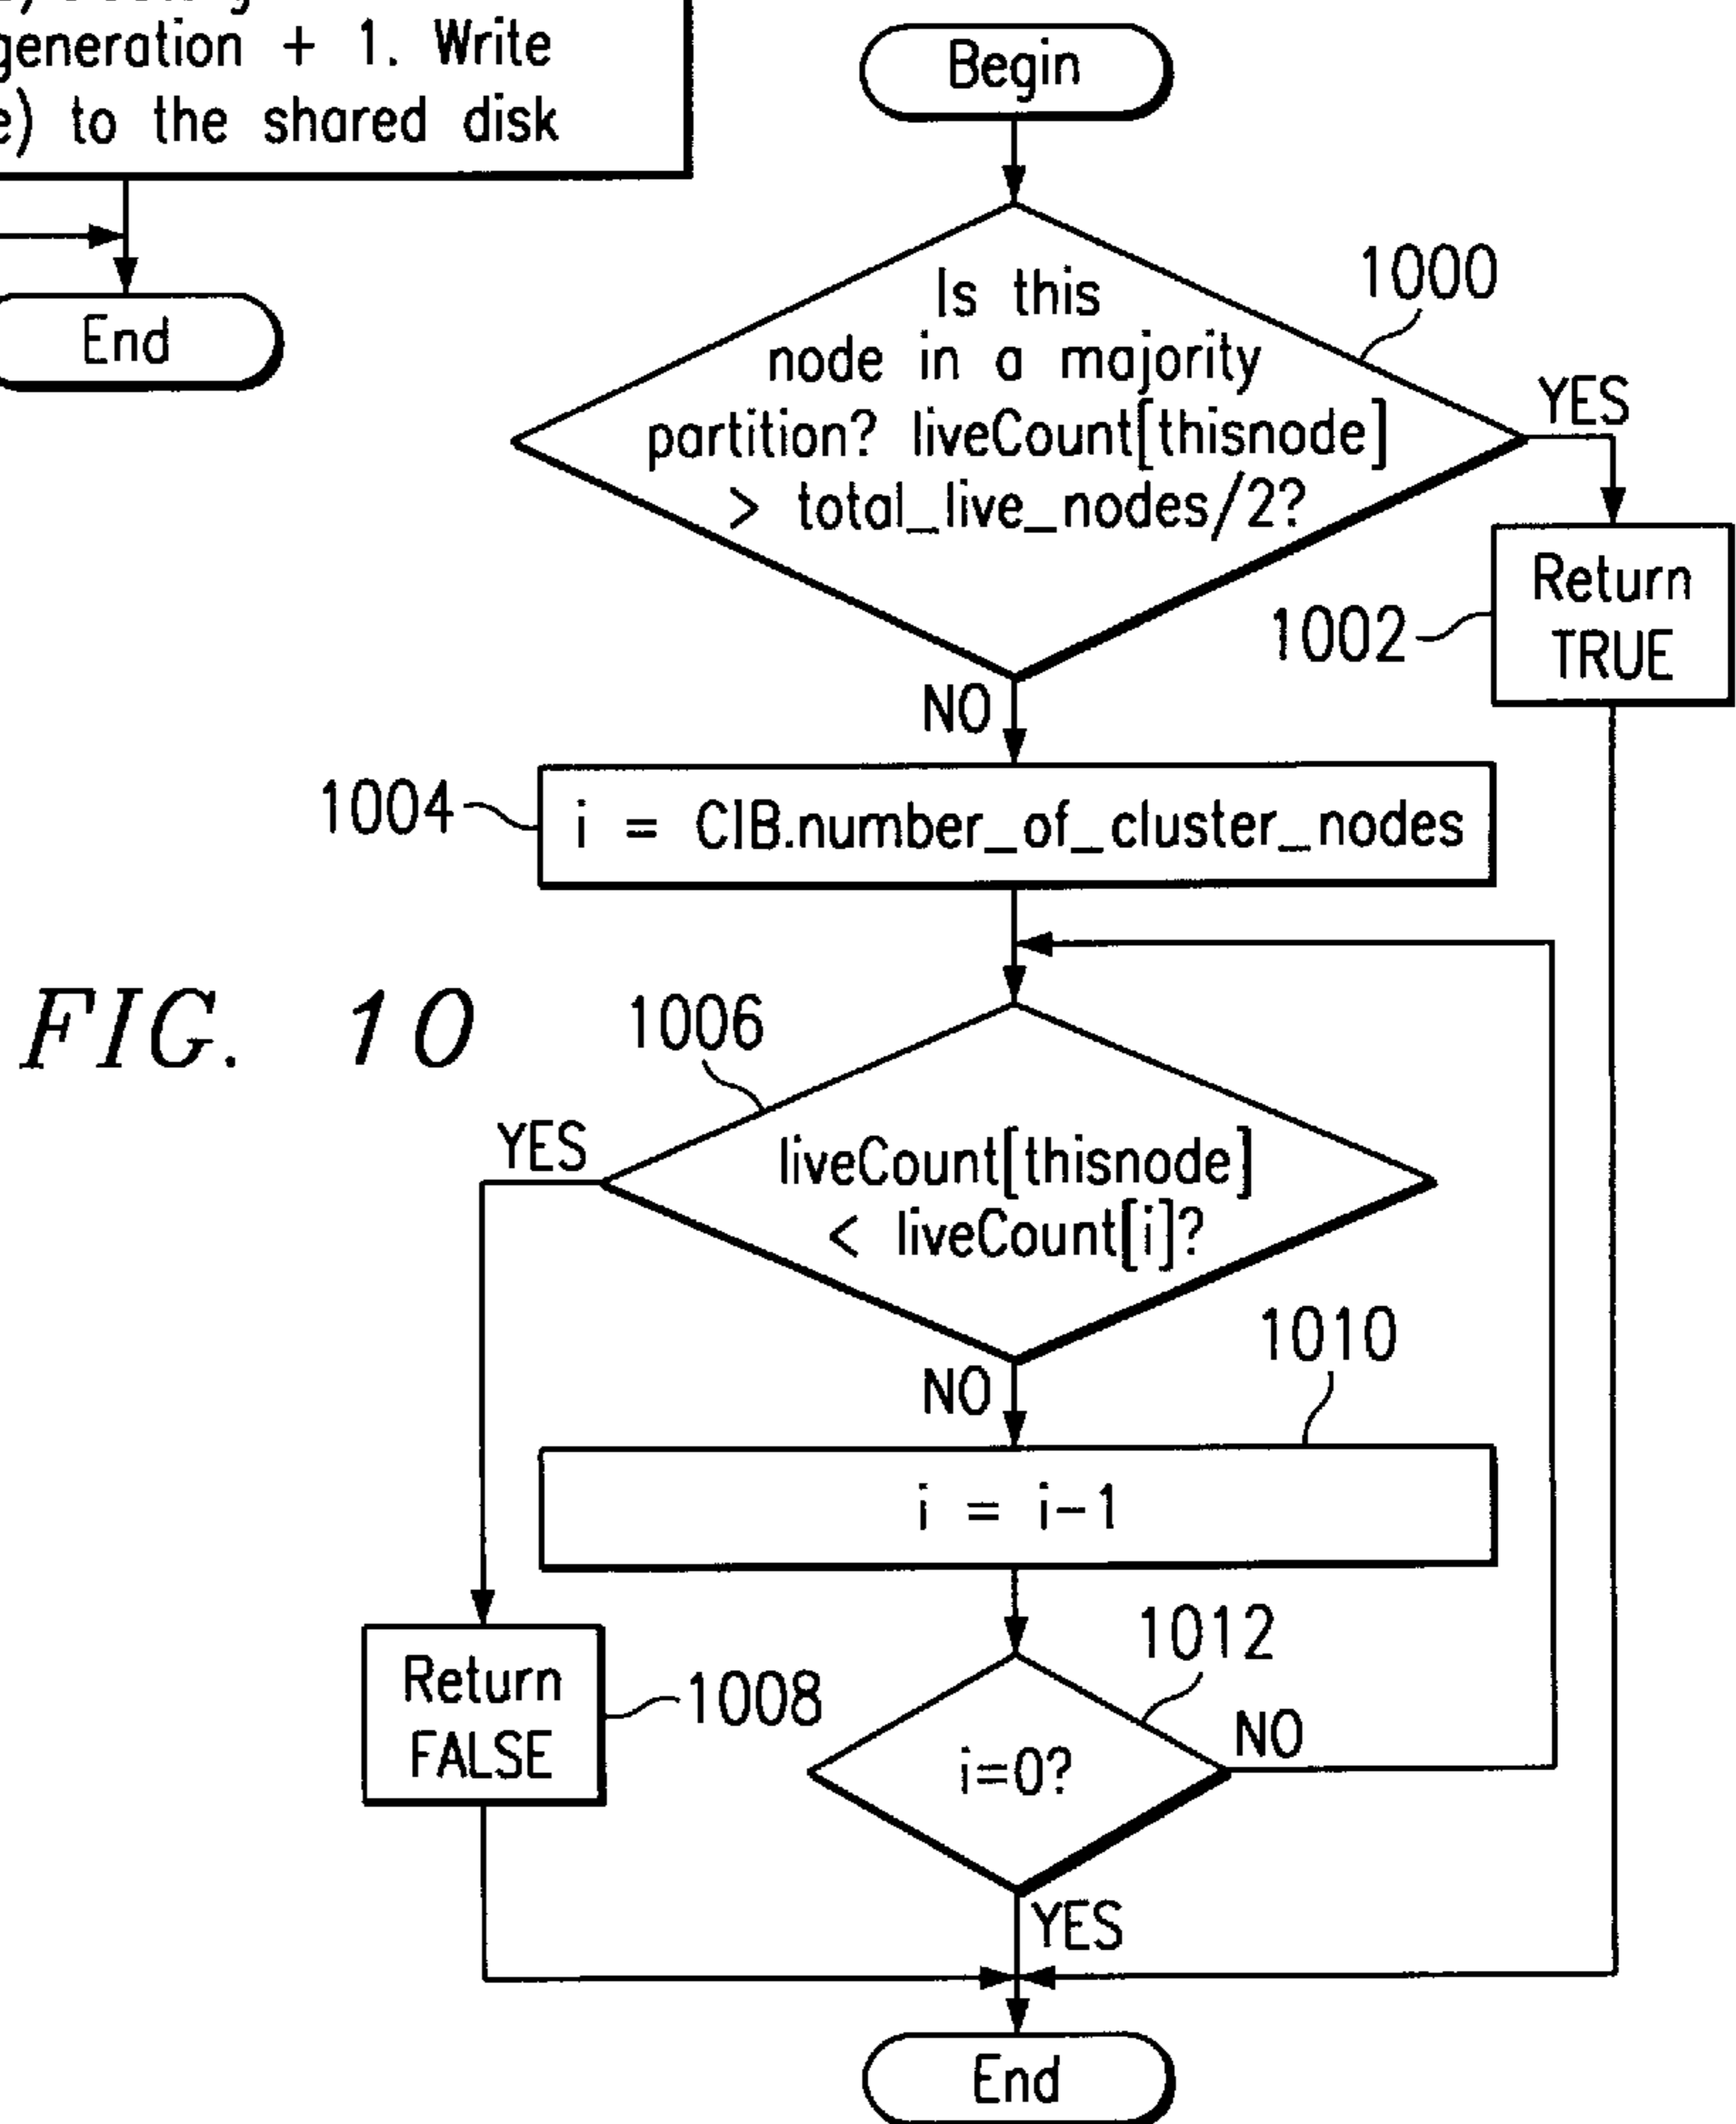 generation + 1. Write
to the shared disk
End
Begin
1000
Is this
node in a majority
partition? liveCount[thisnode]
> total_live_nodes/2?
YES
Return
TRUE
1002
NO
1004
i = CIB.number_of_cluster_nodes
FIG. 10
1006
YES
liveCount[thisnode]
< liveCount[i]?
NO
1010
i = i-1
1012
Return
FALSE
1008
i=0?
NO
YES
End